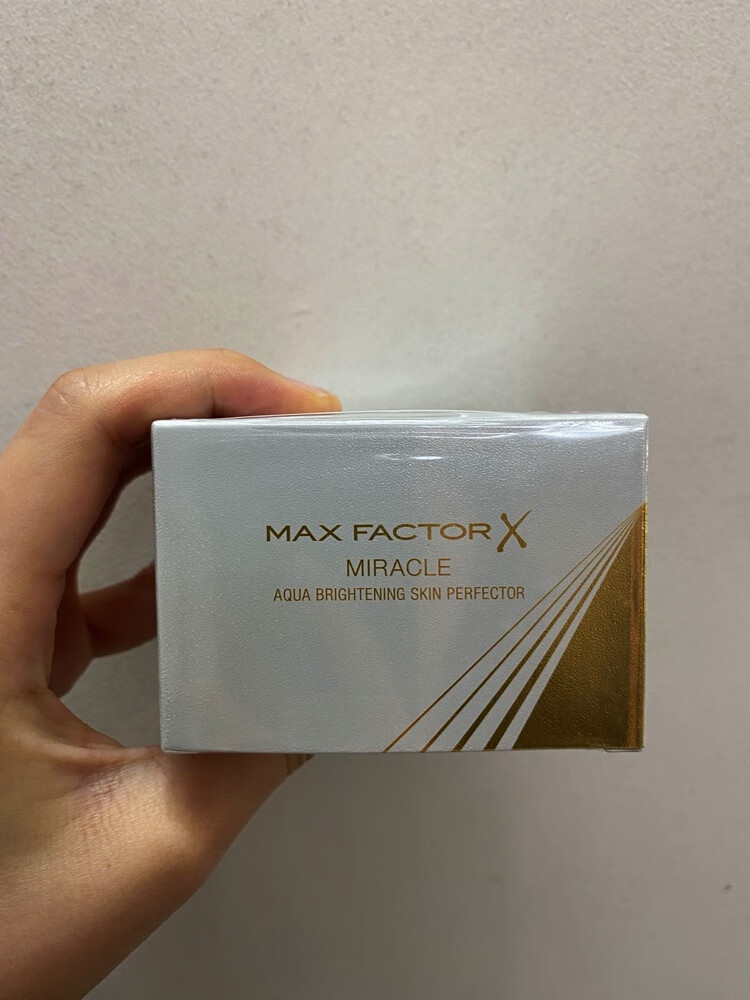 MAX FACTOR X
MIRACLE
AQUA BRIGHTENING SKIN PERFECTOR